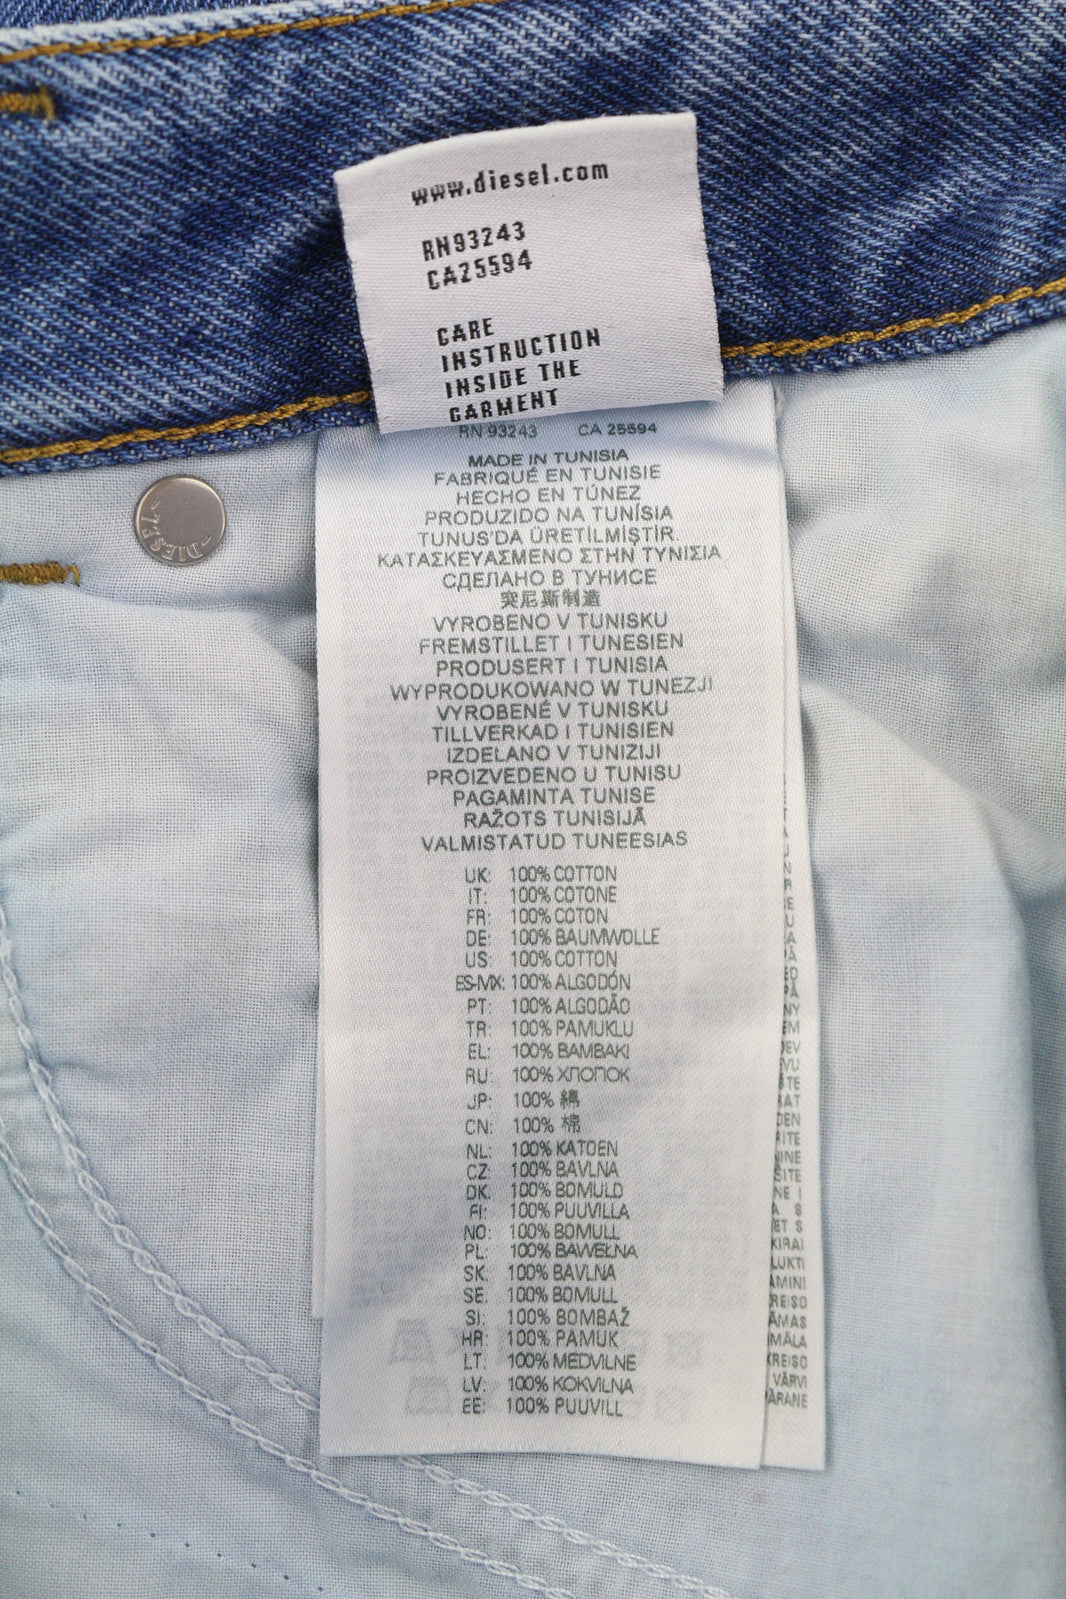 www.diesel.com
RN93243
CA25594
CARE
INSTRUCTION
INSIDE THE
GARMENT
RN 93243 CA 25594
MADE IN TUNISIA
FABRIQUÉ EN TUNISIE
HECHO EN TÚNEZ
PRODUZIDO NA TUNÍSIA
TUNUS'DA ÜRETİLMİŞTİR.
ΚΑΤΑΣΚΕΥΑΣΜΕΝΟ ΣΤΗΝ ΤΥΝΙΣΙΑ
СДЕЛАНО В ТУНИСЕ
突尼斯制造
VYROBENO V TUNISKU
FREMSTILLET I TUNESIEN
PRODUSERT I TUNISIA
WYPRODUKOWANO W TUNEZJI
VYROBENÉ V TUNISKU
TILLVERKAD I TUNISIEN
IZDELANO V TUNIZIJI
PROIZVEDENO U TUNISU
PAGAMINTA TUNISE
RAŽOTS TUNISIJĀ
VALMISTATUD TUNEESIAS
UK: 100% COTTON
IT: 100% COTONE
FR: 100% COTON
DE: 100% BAUMWOLLE
US: 100% COTTON
ES-MX: 100% ALGODÓN
PT: 100% ALGODÃO
TR: 100% PAMUKLU
EL: 100% ΒΑΜΒΑΚΙ
RU: 100% ХЛОПОК
JP: 100% 綿
CN: 100% 棉
NL: 100% KATOEN
CZ: 100% BAVLNA
DK: 100% BOMULD
FI: 100% PUUVILLA
NO: 100% BOMULL
PL: 100% BAWEŁNA
SK: 100% BAVLNA
SE: 100% BOMULL
SI: 100% BOMBAŽ
HR: 100% PAMUK
LT: 100% MEDVILNE
LV: 100% KOKVILNA
EE: 100% PUUVILL
DIESEL